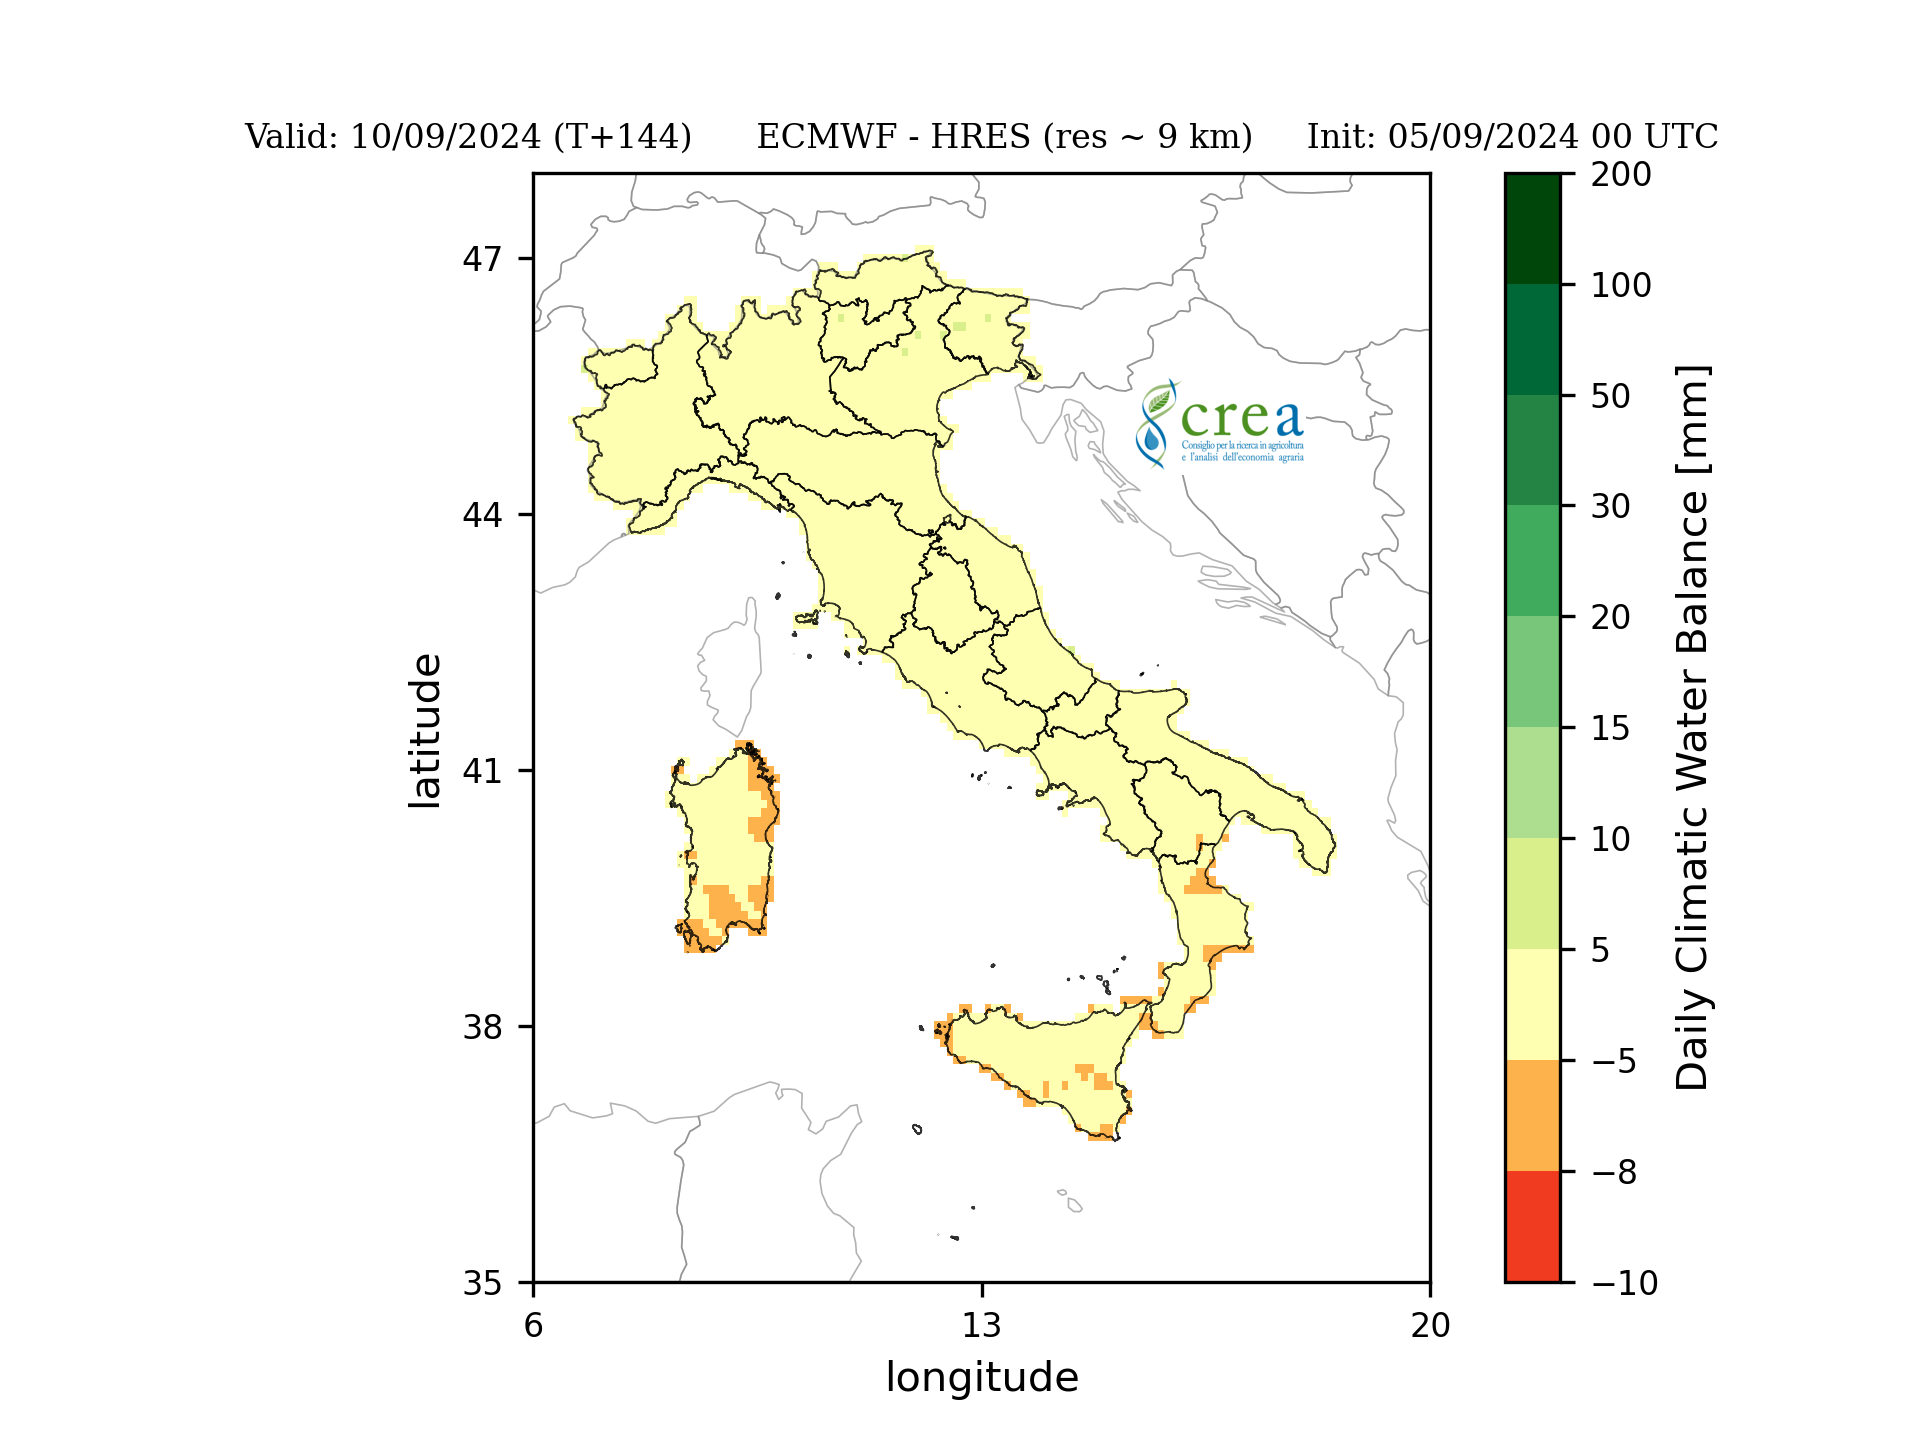 Valid: 10/09/2024 (T+144) ECMWF - HRES (res ~ 9 km) Init: 05/09/2024 00 UTC
47
44
41
38
35
latitude
6
13
20
longitude
crea
Consiglio per la ricerca in agricoltura
e l'analisi dell'economia agraria
200
100
50
30
20
15
10
5
−5
−8
−10
Daily Climatic Water Balance [mm]